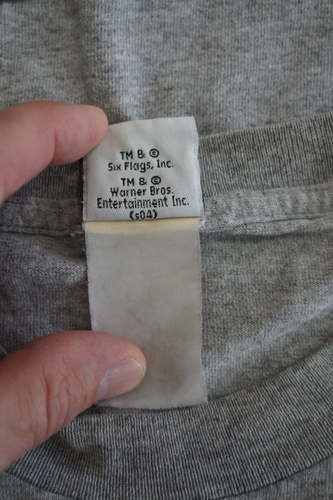 TM & ©
Six Flags, Inc.
TM & ©
Warner Bros.
Entertainment Inc.
(s04)